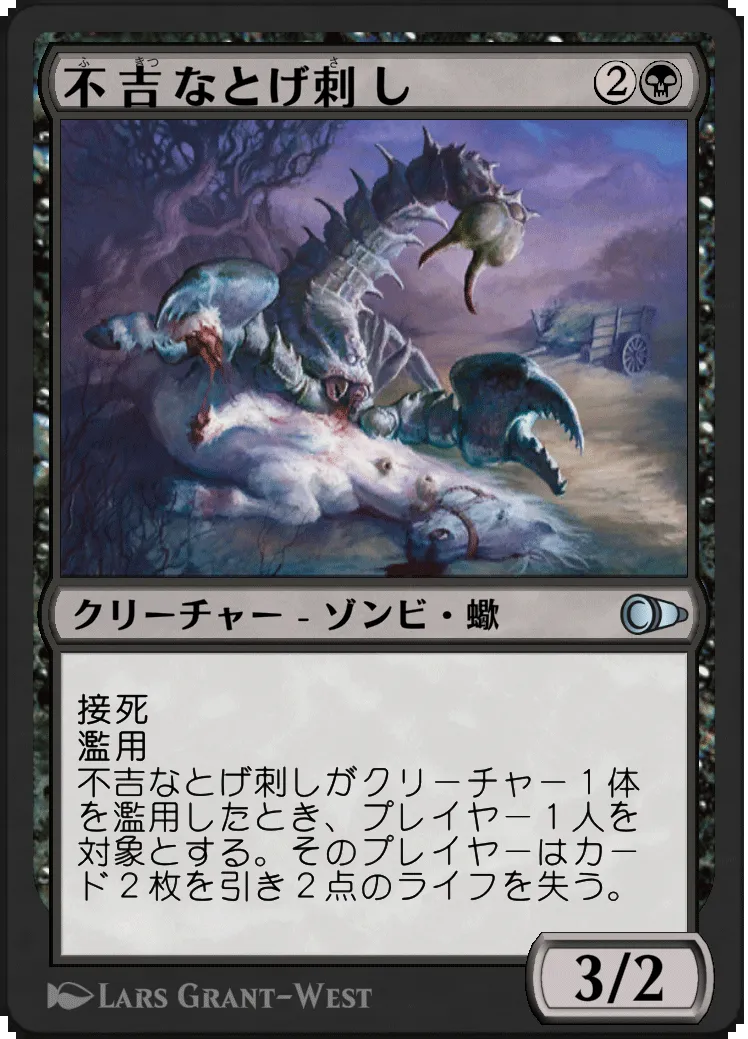 不吉なとげ刺し 2
ふ きつ さ
クリーチャー - ゾンビ・蠍
接死
濫用
不吉なとげ刺しがクリーチャー1体
を濫用したとき、プレイヤー1人を
対象とする。そのプレイヤーはカー
ド2枚を引き2点のライフを失う。
3/2
LARS GRANT-WEST